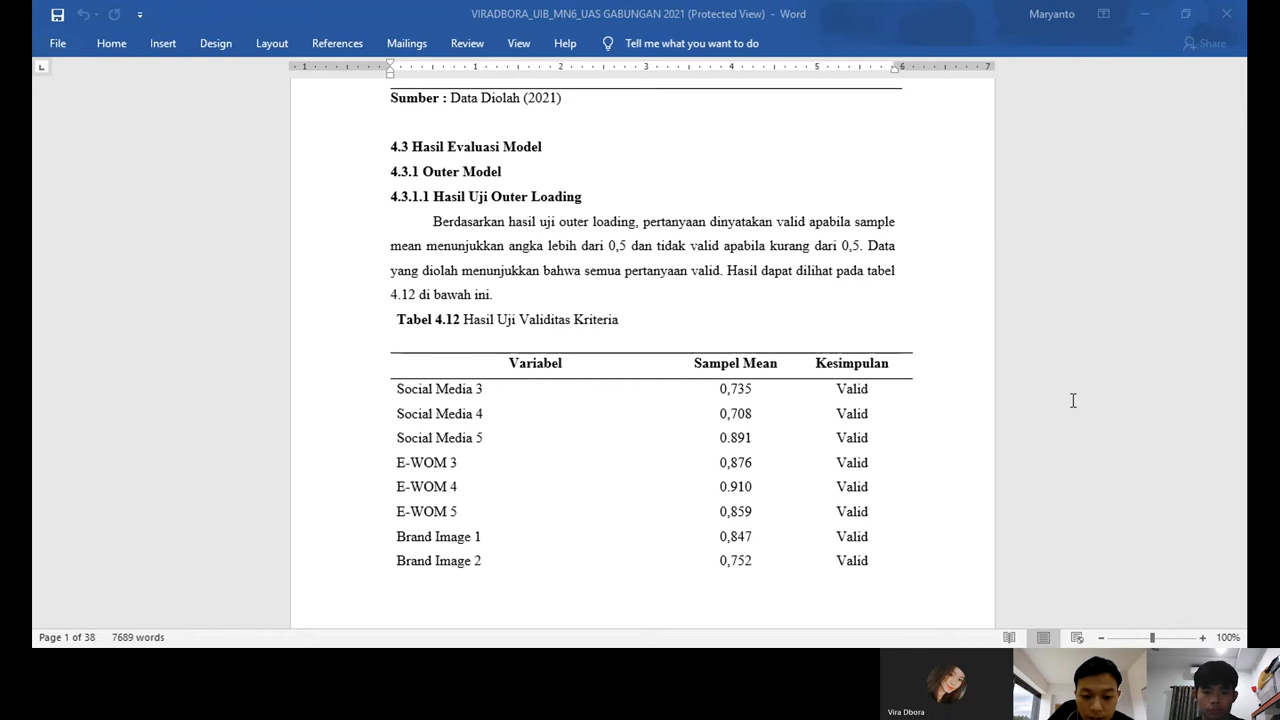 VIRADBORA_UIB_MN6_UAS GABUNGAN 2021 (Protected View) - Word
Maryanto
File Home Insert Design Layout References Mailings Review View Help Tell me what you want to do Share
1 1 2 3 4 5 6 7
Sumber : Data Diolah (2021)
4.3 Hasil Evaluasi Model
4.3.1 Outer Model
4.3.1.1 Hasil Uji Outer Loading
Berdasarkan hasil uji outer loading, pertanyaan dinyatakan valid apabila sample
mean menunjukkan angka lebih dari 0,5 dan tidak valid apabila kurang dari 0,5. Data
yang diolah menunjukkan bahwa semua pertanyaan valid. Hasil dapat dilihat pada tabel
4.12 di bawah ini.
Tabel 4.12 Hasil Uji Validitas Kriteria
Variabel Sampel Mean Kesimpulan
Social Media 3 0,735 Valid
Social Media 4 0,708 Valid
Social Media 5 0.891 Valid
E-WOM 3 0,876 Valid
E-WOM 4 0.910 Valid
E-WOM 5 0,859 Valid
Brand Image 1 0,847 Valid
Brand Image 2 0,752 Valid
Page 1 of 38 7689 words 100%
Vira Dbora